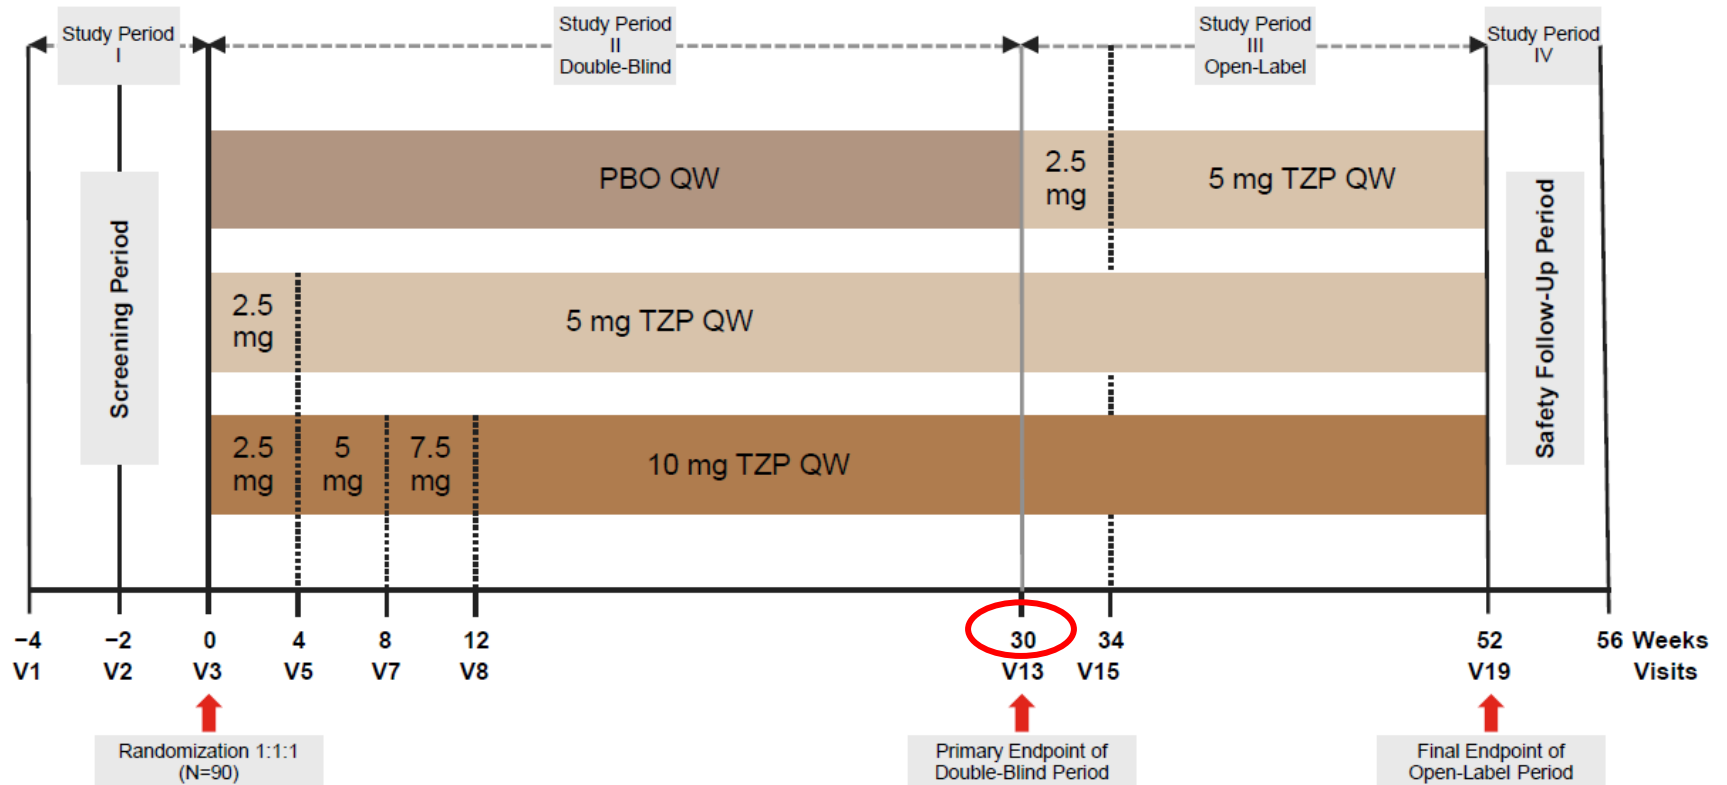 Study Period
I
Study Period
II
Double-Blind
Study Period
III
Open-Label
Study Period
IV
Screening Period
PBO QW
2.5
mg
5 mg TZP QW
2.5
mg
5 mg TZP QW
2.5
mg
5
mg
7.5
mg
10 mg TZP QW
Safety Follow-Up Period
−4 −2 0 4 8 12 30 34 52 56 Weeks
V1 V2 V3 V5 V7 V8 V13 V15 V19 Visits
Randomization 1:1:1
(N=90)
Primary Endpoint of
Double-Blind Period
Final Endpoint of
Open-Label Period